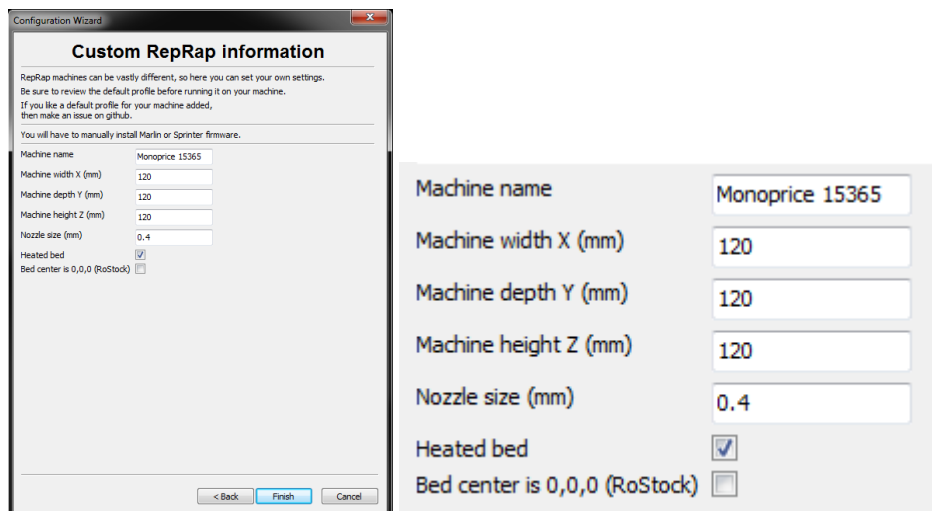 Configuration Wizard
Custom RepRap information
RepRap machines can be vastly different, so here you can set your own settings.
Be sure to review the default profile before running it on your machine.
If you like a default profile for your machine added,
then make an issue on github.
You will have to manually install Marlin or Sprinter firmware.
Machine name Monoprice 15365
Machine width X (mm) 120
Machine depth Y (mm) 120
Machine height Z (mm) 120
Nozzle size (mm) 0.4
Heated bed
Bed center is 0,0,0 (RoStock)
< Back Finish Cancel
Machine name Monoprice 15365
Machine width X (mm) 120
Machine depth Y (mm) 120
Machine height Z (mm) 120
Nozzle size (mm) 0.4
Heated bed
Bed center is 0,0,0 (RoStock)